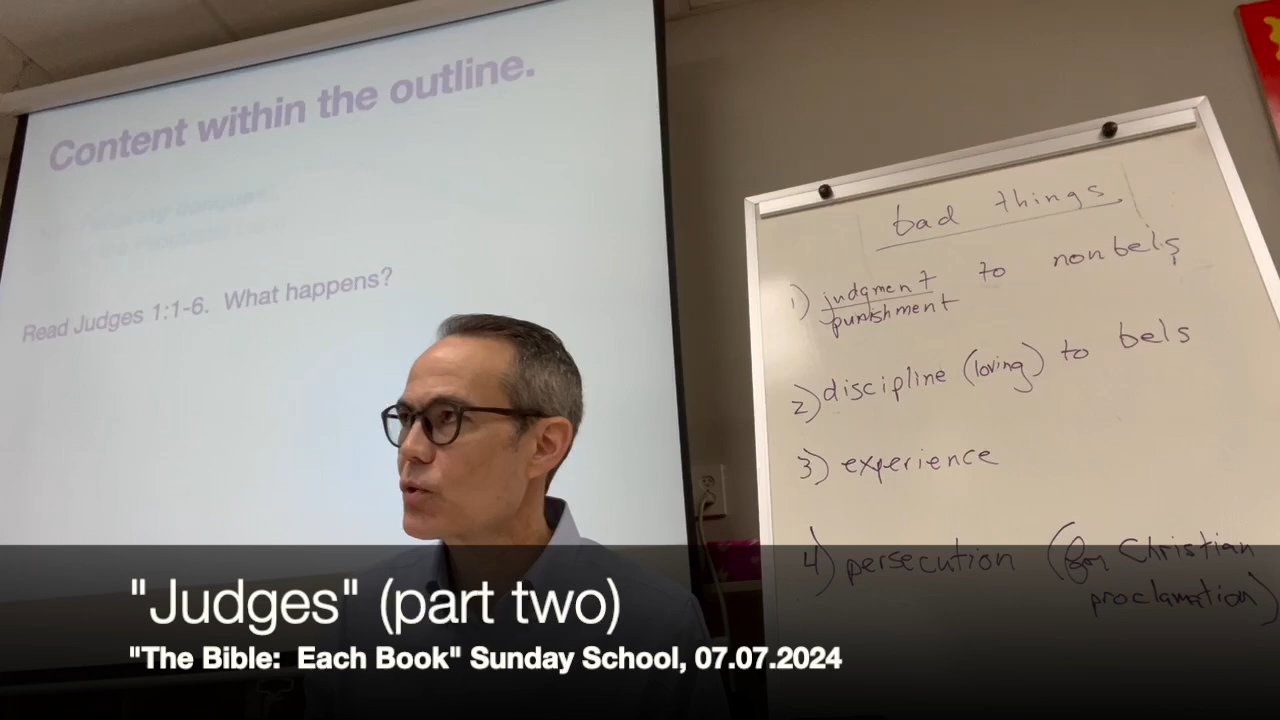 Content within the outline.
Read Judges 1:1-6. What happens?
bad things
1) judgment to nonbels
punishment
2) discipline (loving) to bels
3) experience
4) persecution (for Christian
proclamation)
"Judges" (part two)
"The Bible: Each Book" Sunday School, 07.07.2024